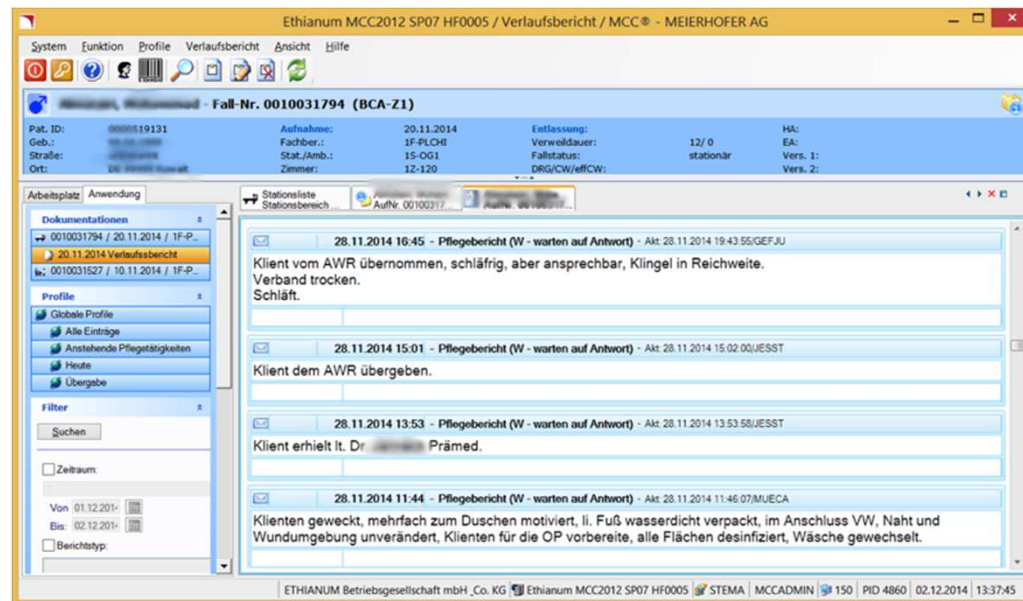 Ethianum MCC2012 SP07 HF0005 / Verlaufsbericht / MCC® - MEIERHOFER AG
System Funktion Profile Verlaufsbericht Ansicht Hilfe
- Fall-Nr. 0010031794 (BCA-Z1)
Pat. ID: 519131 Aufnahme: 20.11.2014 Entlassung: HA:
Geb.: Fachber.: 1F-PLCHI Verweildauer: 12/ 0 EA:
Straße: Stat./Amb.: 1S-OG1 Fallstatus: stationär Vers. 1:
Ort: Zimmer: 1Z-120 DRG/CW/effCW: Vers. 2:
Arbeitsplatz Anwendung
Stationsliste
Stationsbereich ...
AufNr. 00100317...
Dokumentationen
0010031794 / 20.11.2014 / 1F-P...
20.11.2014 Verlaufssbericht
0010031527 / 10.11.2014 / 1F-P...
Profile
Globale Profile
Alle Einträge
Anstehende Pflegetätigkeiten
Heute
Übergabe
Filter
Suchen
Zeitraum:
Von 01.12.201
Bis: 02.12.201
Berichtstyp:
28.11.2014 16:45 - Pflegebericht (W - warten auf Antwort) - Akt: 28.11.2014 19:43:55/GEFJU
Klient vom AWR übernommen, schläfrig, aber ansprechbar, Klingel in Reichweite.
Verband trocken.
Schläft.
28.11.2014 15:01 - Pflegebericht (W - warten auf Antwort) - Akt: 28.11.2014 15:02:00/JESST
Klient dem AWR übergeben.
28.11.2014 13:53 - Pflegebericht (W - warten auf Antwort) - Akt: 28.11.2014 13:53:58/JESST
Klient erhielt lt. Dr. Prämed.
28.11.2014 11:44 - Pflegebericht (W - warten auf Antwort) - Akt: 28.11.2014 11:46:07/MUECA
Klienten geweckt, mehrfach zum Duschen motiviert, li. Fuß wasserdicht verpackt, im Anschluss VW, Naht und
Wundumgebung unverändert, Klienten für die OP vorbereite, alle Flächen desinfiziert, Wäsche gewechselt.
ETHIANUM Betriebsgesellschaft mbH _Co. KG Ethianum MCC2012 SP07 HF0005 STEMA MCCADMIN 150 PID 4860 02.12.2014 13:37:45